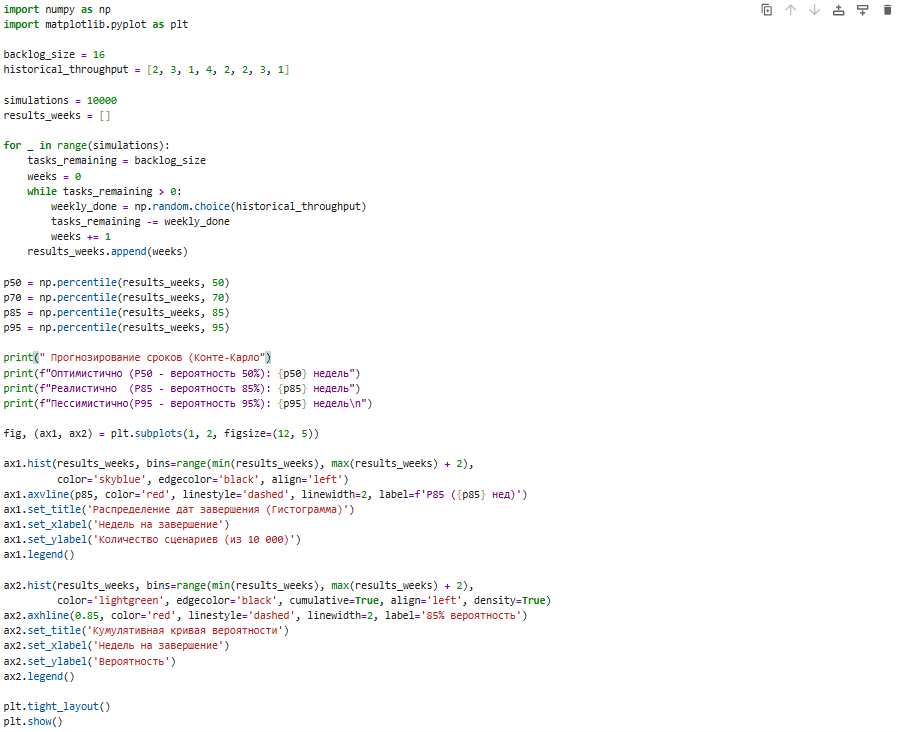 import numpy as np
import matplotlib.pyplot as plt

backlog_size = 16
historical_throughput = [2, 3, 1, 4, 2, 2, 3, 1]

simulations = 10000
results_weeks = []

for _ in range(simulations):
    tasks_remaining = backlog_size
    weeks = 0
    while tasks_remaining > 0:
        weekly_done = np.random.choice(historical_throughput)
        tasks_remaining -= weekly_done
        weeks += 1
    results_weeks.append(weeks)

p50 = np.percentile(results_weeks, 50)
p70 = np.percentile(results_weeks, 70)
p85 = np.percentile(results_weeks, 85)
p95 = np.percentile(results_weeks, 95)

print(" Прогнозирование сроков (Конте-Карло")
print(f"Оптимистично (P50 - вероятность 50%): {p50} недель")
print(f"Реалистично  (P85 - вероятность 85%): {p85} недель")
print(f"Пессимистично(P95 - вероятность 95%): {p95} недель\n")

fig, (ax1, ax2) = plt.subplots(1, 2, figsize=(12, 5))

ax1.hist(results_weeks, bins=range(min(results_weeks), max(results_weeks) + 2),
         color='skyblue', edgecolor='black', align='left')
ax1.axvline(p85, color='red', linestyle='dashed', linewidth=2, label=f'P85 ({p85} нед)')
ax1.set_title('Распределение дат завершения (Гистограмма)')
ax1.set_xlabel('Недель на завершение')
ax1.set_ylabel('Количество сценариев (из 10 000)')
ax1.legend()

ax2.hist(results_weeks, bins=range(min(results_weeks), max(results_weeks) + 2),
         color='lightgreen', edgecolor='black', cumulative=True, align='left', density=True)
ax2.axhline(0.85, color='red', linestyle='dashed', linewidth=2, label='85% вероятность')
ax2.set_title('Кумулятивная кривая вероятности')
ax2.set_xlabel('Недель на завершение')
ax2.set_ylabel('Вероятность')
ax2.legend()

plt.tight_layout()
plt.show()